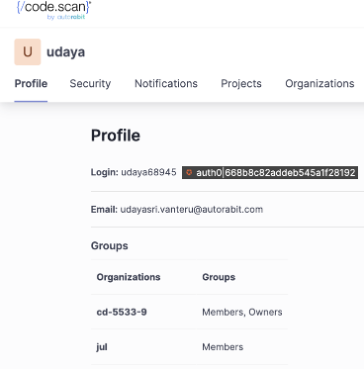 {/code.scan}*
by autorabit
U udaya
Profile Security Notifications Projects Organizations
Profile
Login: udaya68945 auth0|668b8c82addeb545a1f28192
Email: udayasri.vanteru@autorabit.com
Groups
Organizations Groups
cd-5533-9 Members, Owners
jul Members